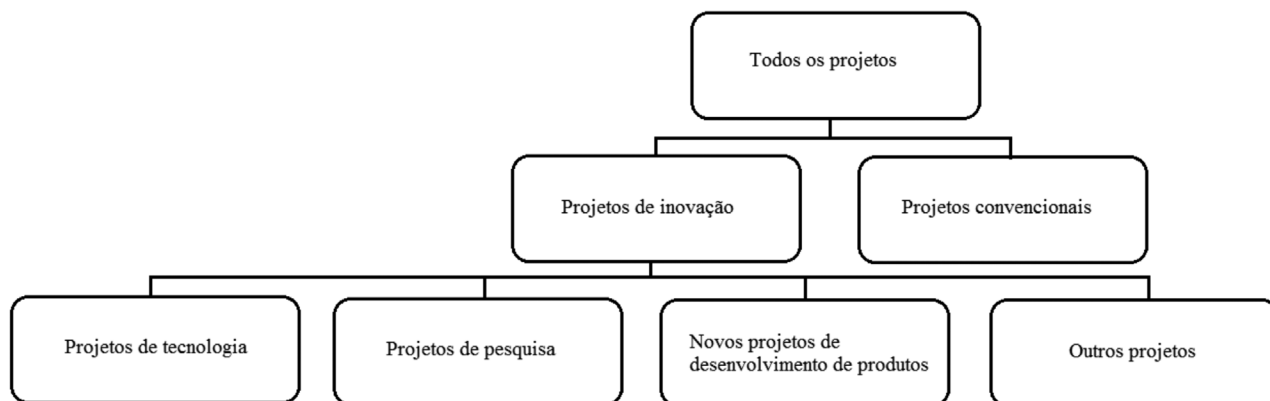 Todos os projetos
Projetos de inovação
Projetos convencionais
Projetos de tecnologia
Projetos de pesquisa
Novos projetos de
desenvolvimento de produtos
Outros projetos